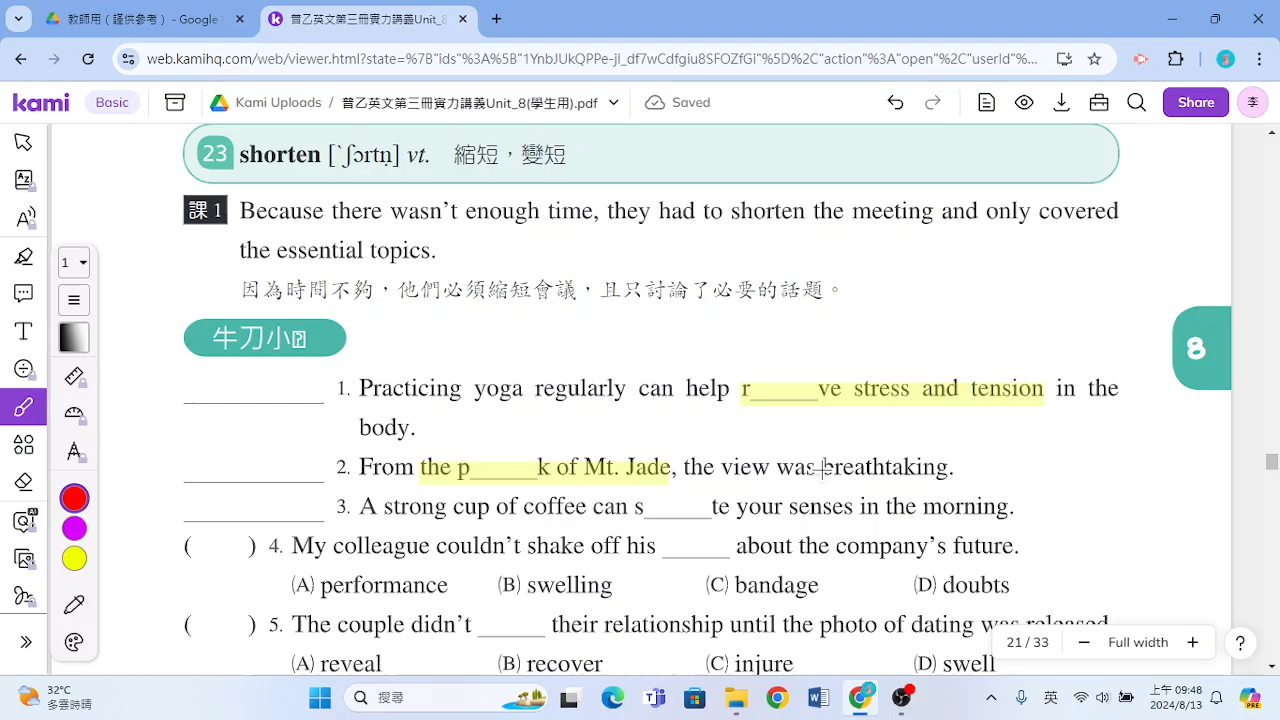 教師用（謹供參考） - Google
普乙英文第三冊實力講義Unit_8(
web.kamihq.com/web/viewer.html?state=%7B"ids"%3A%5B"1YnbJUkQPPe-jl_df7wCdfgiu8SFOZfGi"%5D%2C"action"%3A"open"%2C"userId"%...
kami Basic Kami Uploads / 普乙英文第三冊實力講義Unit_8(學生用).pdf Saved Share 李
23 shorten [ˋʃɔrtn̩] vt. 縮短，變短
課 1 Because there wasn't enough time, they had to shorten the meeting and only covered
the essential topics.
因為時間不夠，他們必須縮短會議，且只討論了必要的話題。
牛刀小
8
1
__________ 1. Practicing yoga regularly can help r______ve stress and tension in the
body.
__________ 2. From the p______k of Mt. Jade, the view was breathtaking.
__________ 3. A strong cup of coffee can s______te your senses in the morning.
( ) 4. My colleague couldn't shake off his ______ about the company's future.
(A) performance (B) swelling (C) bandage (D) doubts
( ) 5. The couple didn't ______ their relationship until the photo of dating was released.
(A) reveal (B) recover (C) injure (D) swell
21 / 33 Full width
32°C
多雲時晴
搜尋
英
上午 09:48
2024/8/13